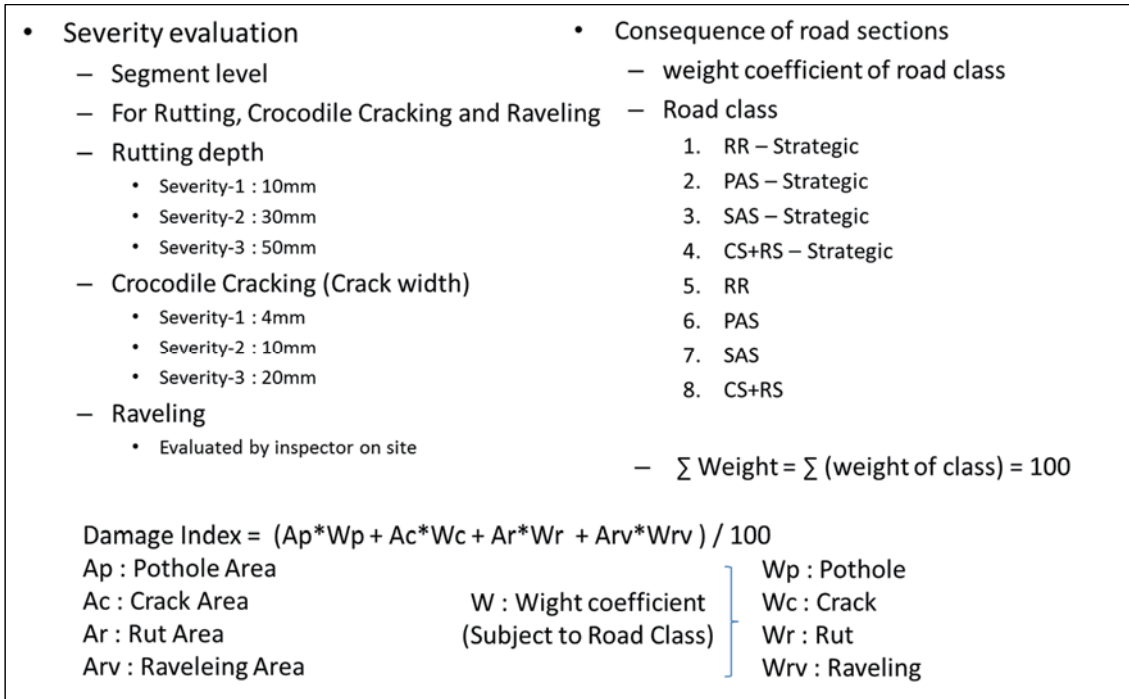 • Severity evaluation
– Segment level
– For Rutting, Crocodile Cracking and Raveling
– Rutting depth
• Severity-1 : 10mm
• Severity-2 : 30mm
• Severity-3 : 50mm
– Crocodile Cracking (Crack width)
• Severity-1 : 4mm
• Severity-2 : 10mm
• Severity-3 : 20mm
– Raveling
• Evaluated by inspector on site
• Consequence of road sections
– weight coefficient of road class
– Road class
1. RR – Strategic
2. PAS – Strategic
3. SAS – Strategic
4. CS+RS – Strategic
5. RR
6. PAS
7. SAS
8. CS+RS
– ∑ Weight = ∑ (weight of class) = 100
Damage Index = (Ap*Wp + Ac*Wc + Ar*Wr + Arv*Wrv ) / 100
Ap : Pothole Area
Ac : Crack Area
Ar : Rut Area
Arv : Raveleing Area
W : Wight coefficient
(Subject to Road Class)
Wp : Pothole
Wc : Crack
Wr : Rut
Wrv : Raveling